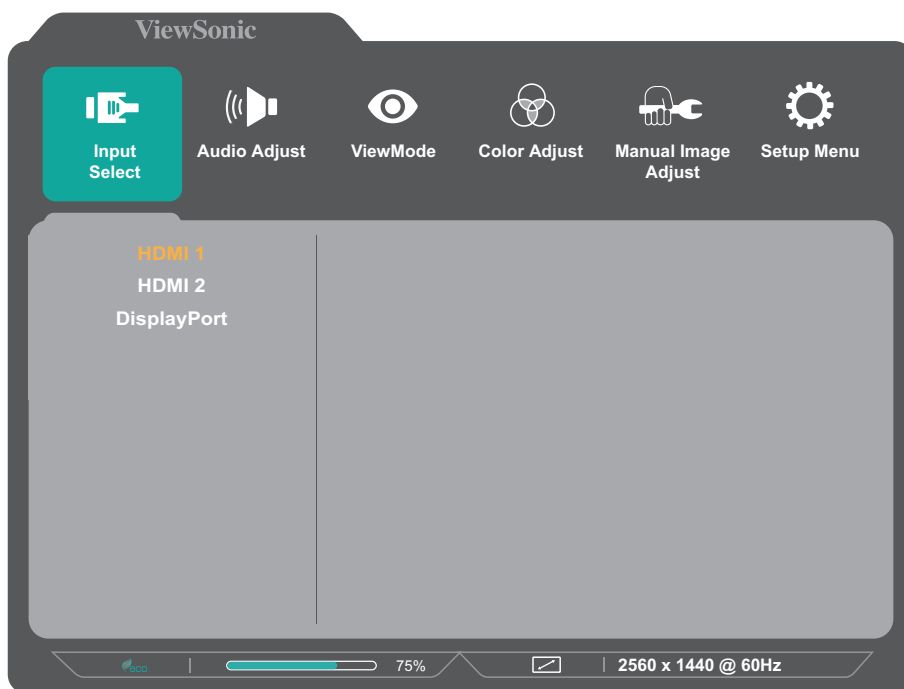 ViewSonic
Input
Select
Audio Adjust
ViewMode
Color Adjust
Manual Image
Adjust
Setup Menu
HDMI 1
HDMI 2
DisplayPort
eco
75%
2560 x 1440 @ 60Hz